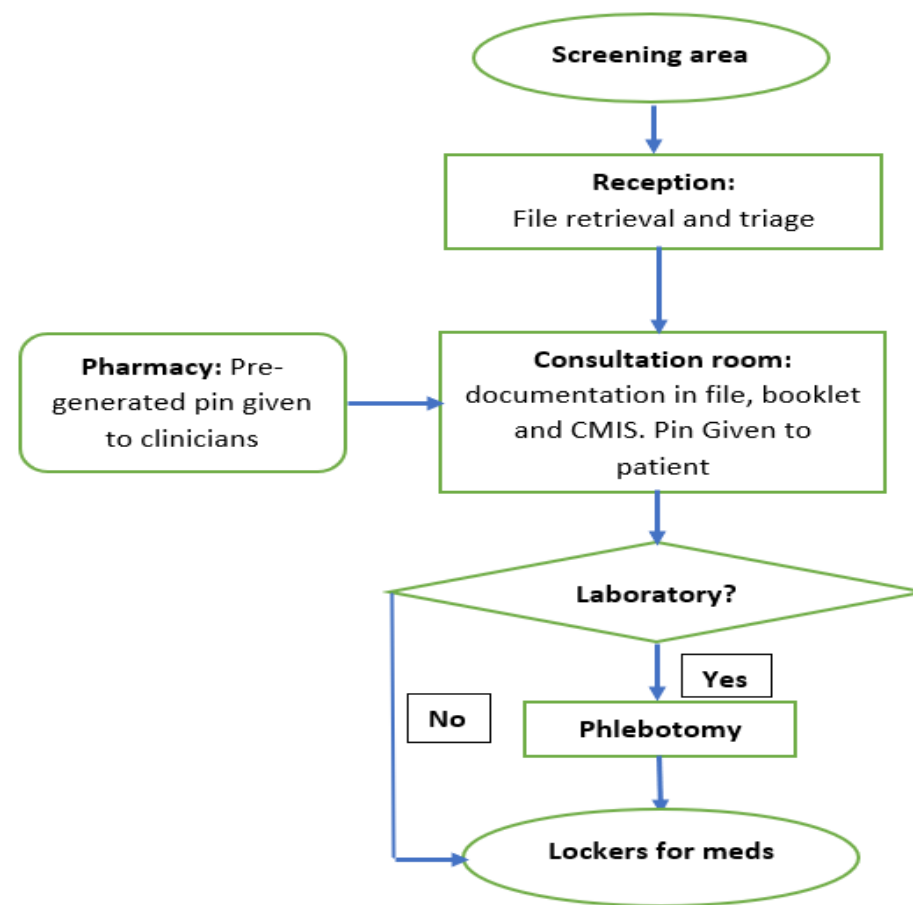 Screening area
Reception:
File retrieval and triage
Pharmacy: Pre-
generated pin given
to clinicians
Consultation room:
documentation in file, booklet
and CMIS. Pin Given to
patient
Laboratory?
Yes
No
Phlebotomy
Lockers for meds